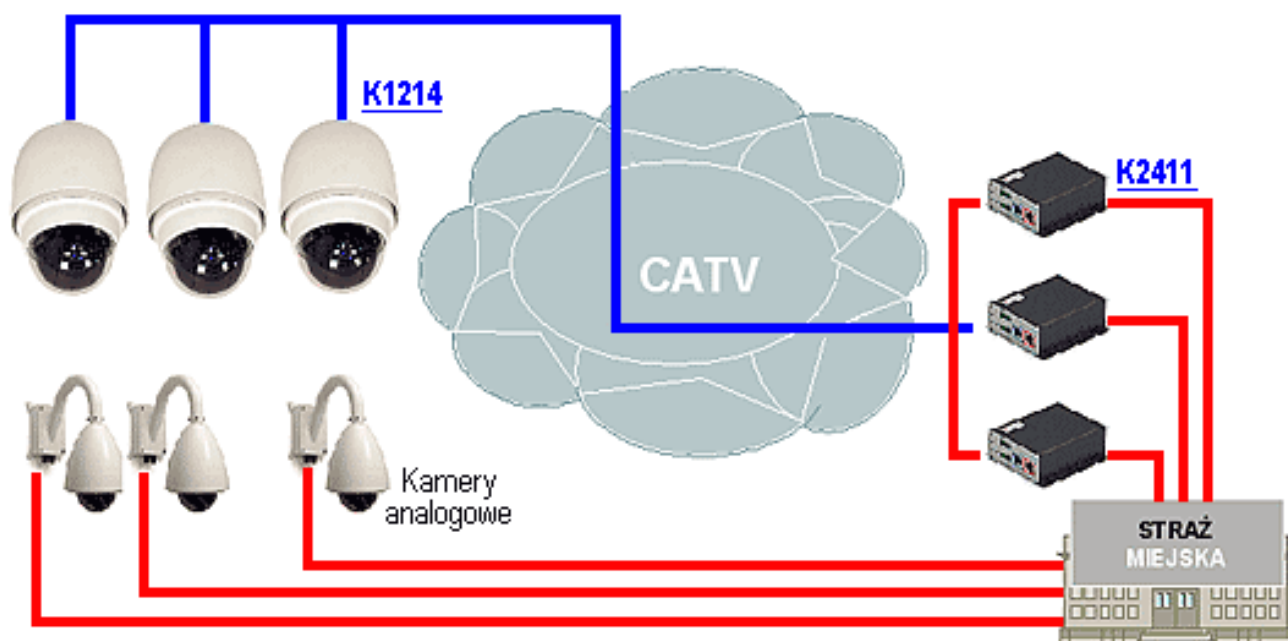 K1214
K2411
CATV
Kamery
analogowe
STRAŻ
MIEJSKA